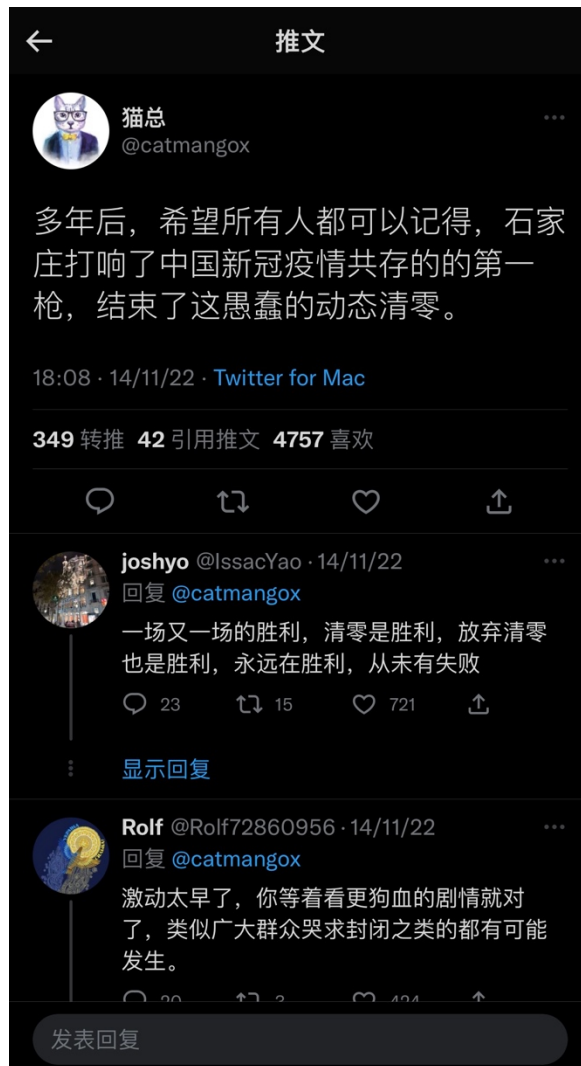 推文
猫总
@catmangox
多年后，希望所有人都可以记得，石家
庄打响了中国新冠疫情共存的的第一
枪，结束了这愚蠢的动态清零。
18:08 · 14/11/22 · Twitter for Mac
349 转推 42 引用推文 4757 喜欢
joshyo @IssacYao · 14/11/22
回复 @catmangox
一场又一场的胜利，清零是胜利，放弃清零
也是胜利，永远在胜利，从未有失败
23 15 721
显示回复
Rolf @Rolf72860956 · 14/11/22
回复 @catmangox
激动太早了，你等着看更狗血的剧情就对
了，类似广大群众哭求封闭之类的都有可能
发生。
20 3 424
发表回复